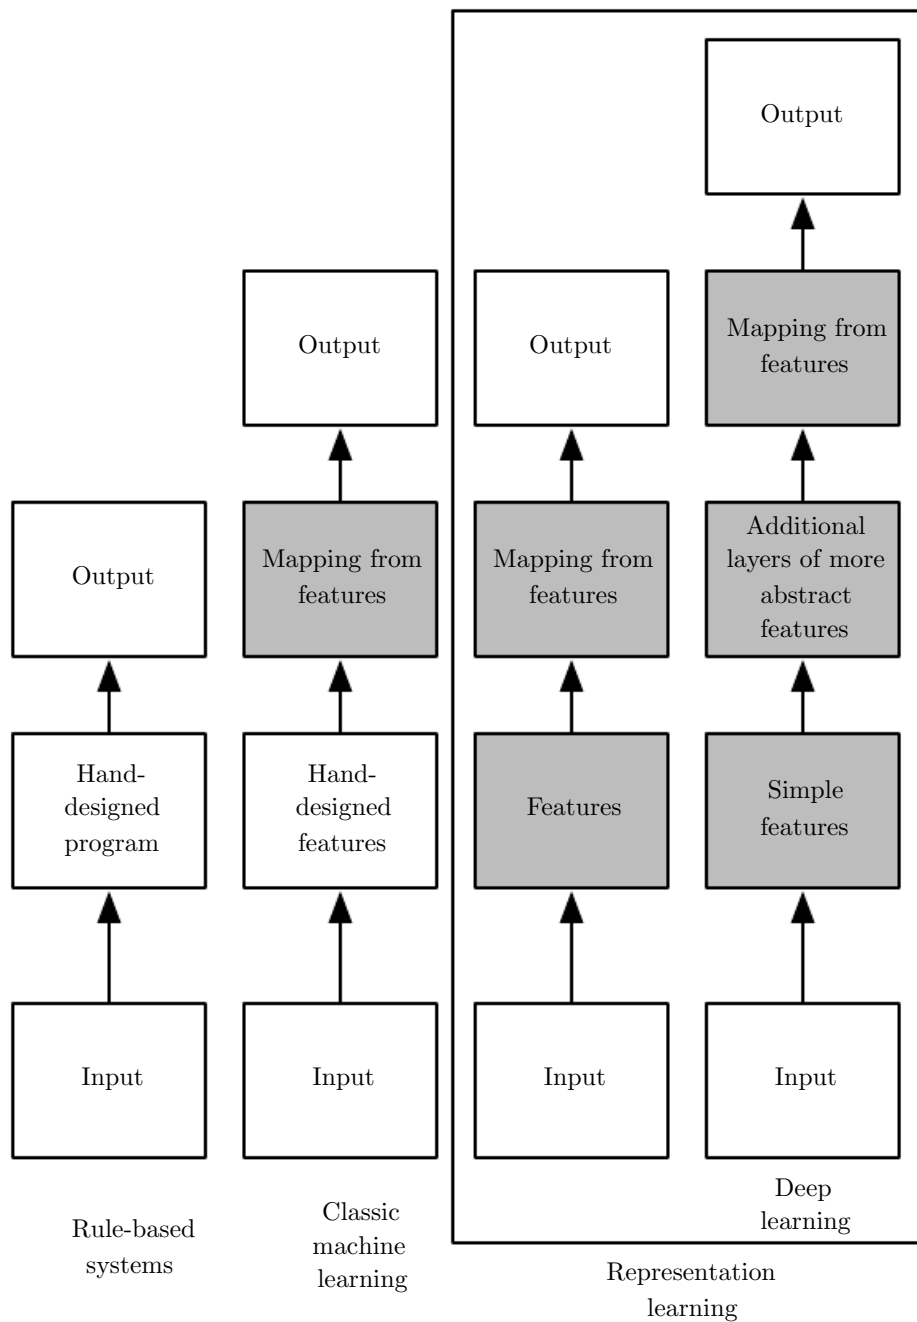 Output
Output
Output
Mapping from
features
Output
Mapping from
features
Mapping from
features
Additional
layers of more
abstract
features
Hand-
designed
program
Hand-
designed
features
Features
Simple
features
Input
Input
Input
Input
Rule-based
systems
Classic
machine
learning
Deep
learning
Representation
learning